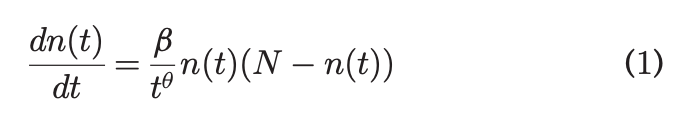 dn(t)/dt = β/t^θ n(t)(N − n(t)) (1)